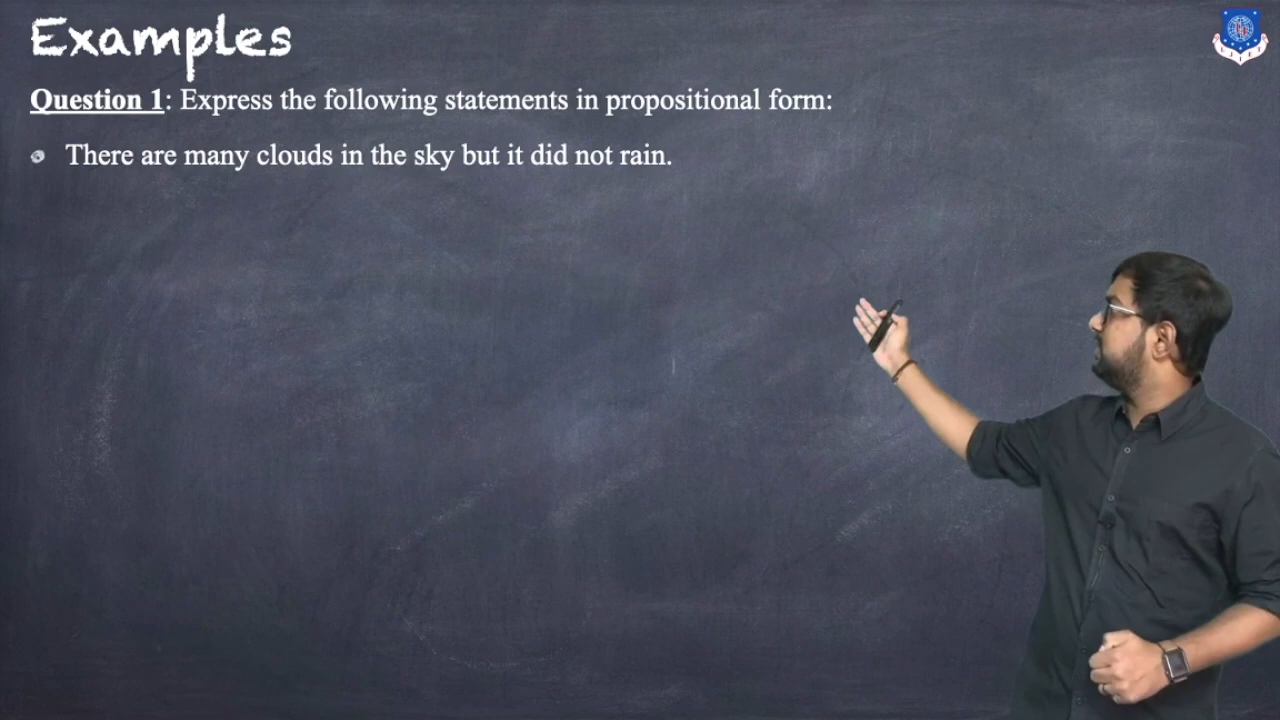 Examples
Question 1: Express the following statements in propositional form:
There are many clouds in the sky but it did not rain.